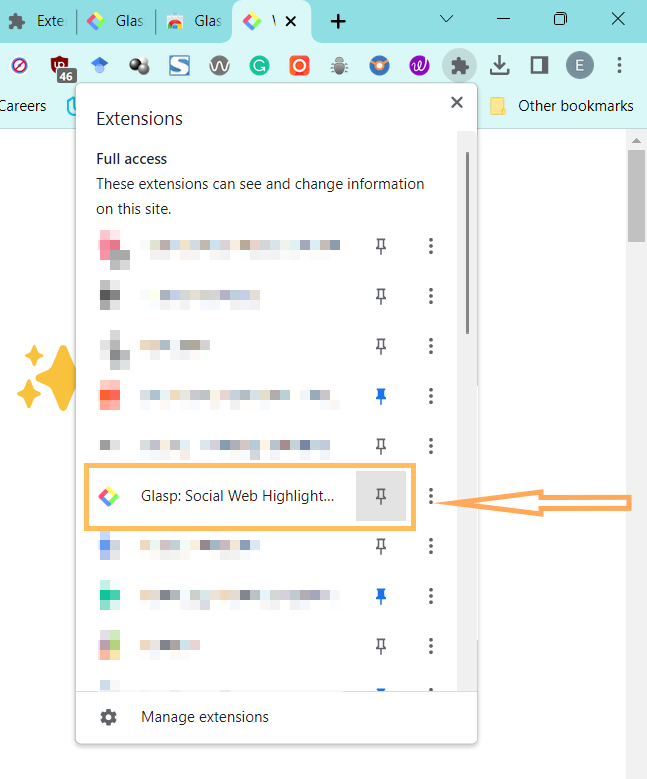 Exte
Glas
Glas
46
E
Careers
Other bookmarks
Extensions
Full access
These extensions can see and change information
on this site.
Glasp: Social Web Highlight...
Manage extensions